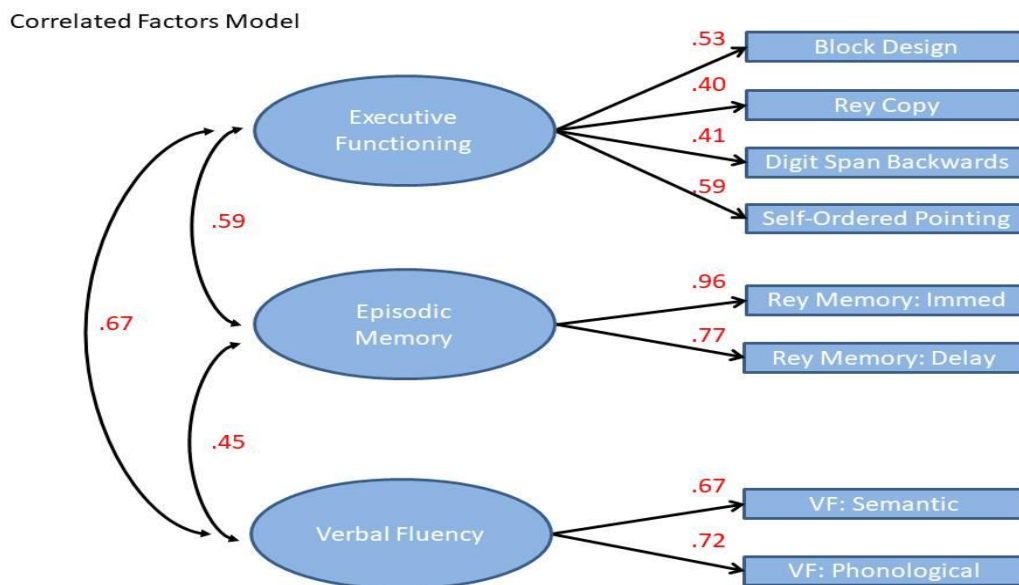 Correlated Factors Model
.53
Block Design
.40
Rey Copy
Executive
Functioning
.41
Digit Span Backwards
.59
Self-Ordered Pointing
.59
.96
Rey Memory: Immed
Episodic
Memory
.77
Rey Memory: Delay
.67
.45
.67
VF: Semantic
Verbal Fluency
.72
VF: Phonological